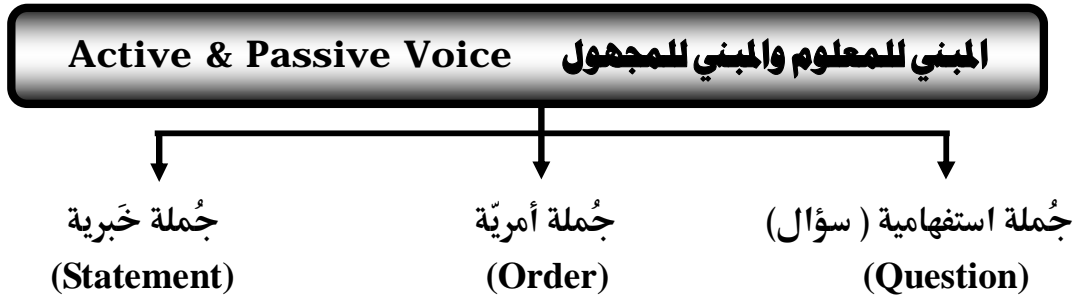 Active & Passive Voice المبني للمعلوم والمبني للمجهول
جُملة خَبرية
(Statement)
جُملة أمريّة
(Order)
جُملة استفهامية ( سؤال)
(Question)